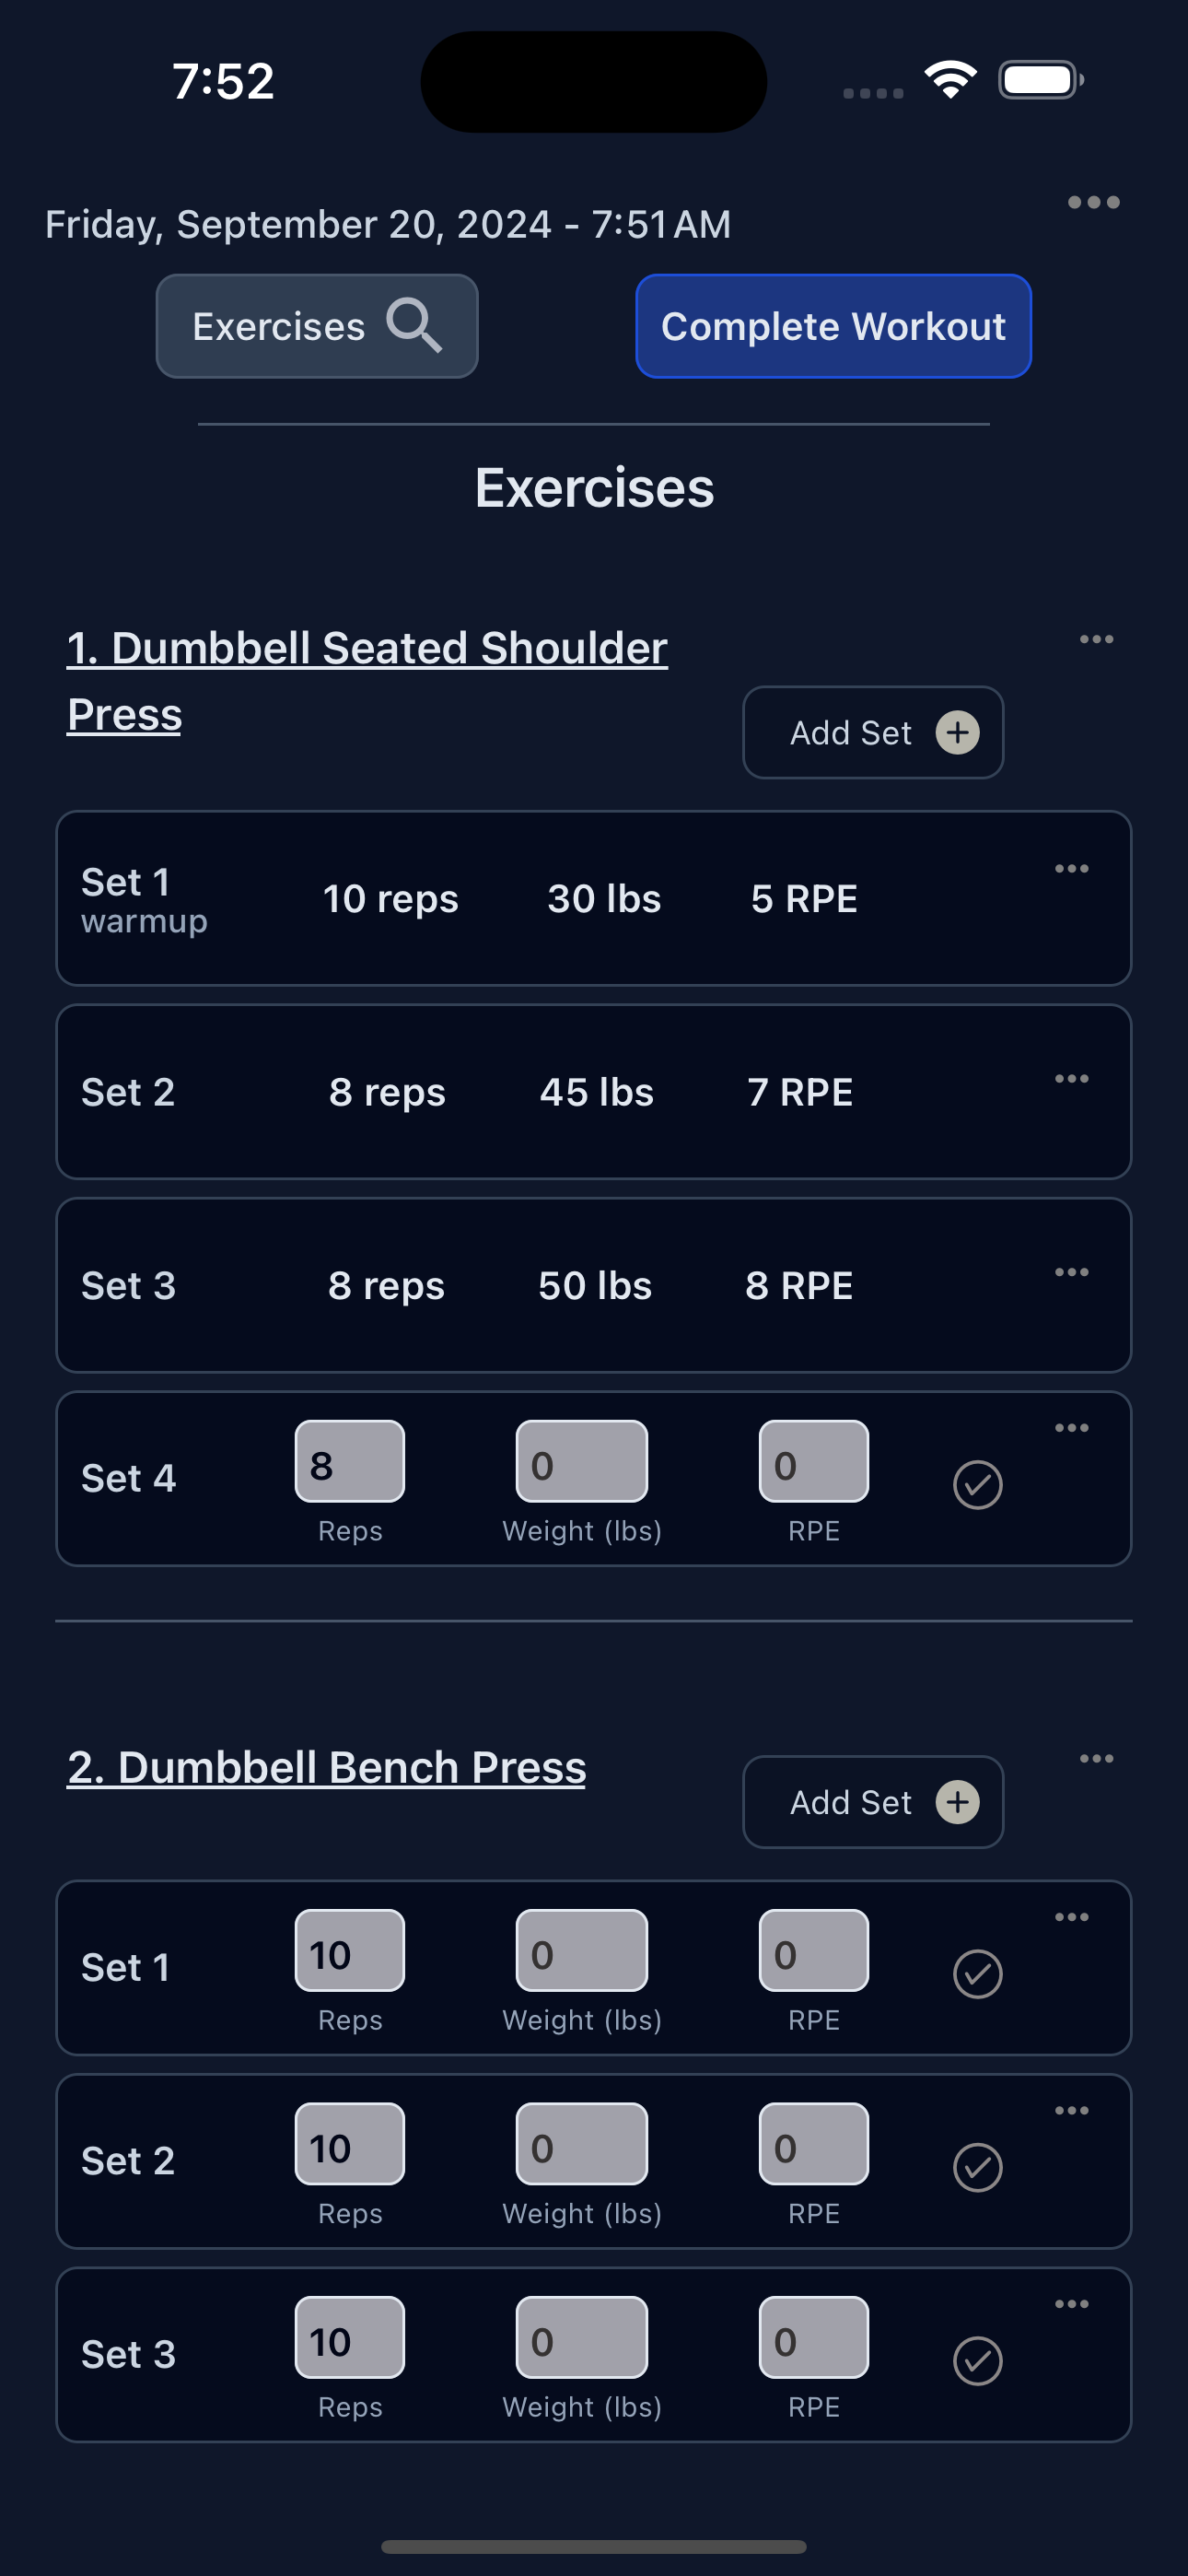 7:52
Friday, September 20, 2024 - 7:51 AM
Exercises
Complete Workout
Exercises
1. Dumbbell Seated Shoulder
Press
Add Set
Set 1
warmup
10 reps
30 lbs
5 RPE
Set 2
8 reps
45 lbs
7 RPE
Set 3
8 reps
50 lbs
8 RPE
Set 4
8
0
0
Reps
Weight (lbs)
RPE
2. Dumbbell Bench Press
Add Set
Set 1
10
0
0
Reps
Weight (lbs)
RPE
Set 2
10
0
0
Reps
Weight (lbs)
RPE
Set 3
10
0
0
Reps
Weight (lbs)
RPE